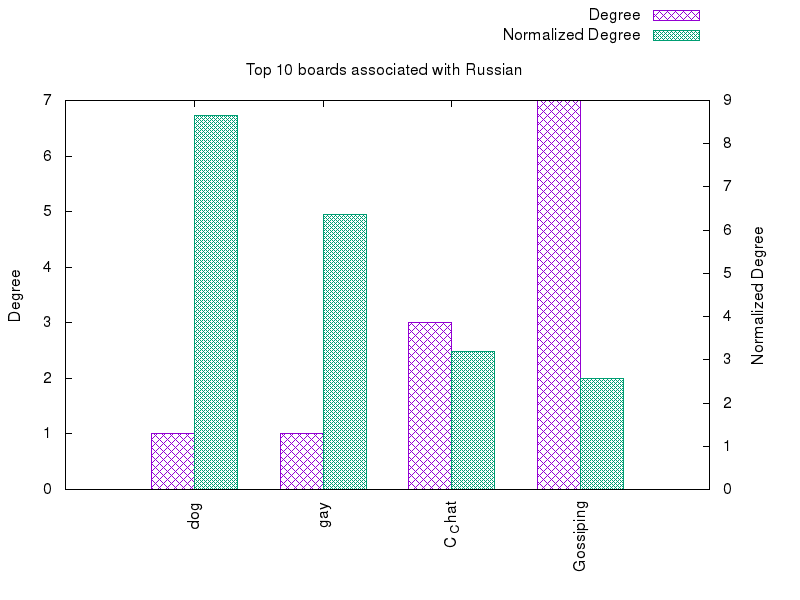 Degree
Normalized Degree
Top 10 boards associated with Russian
7
6
5
4
3
2
1
0
9
8
7
6
5
4
3
2
1
0
Degree
Normalized Degree
dog
gay
C_Chat
Gossiping